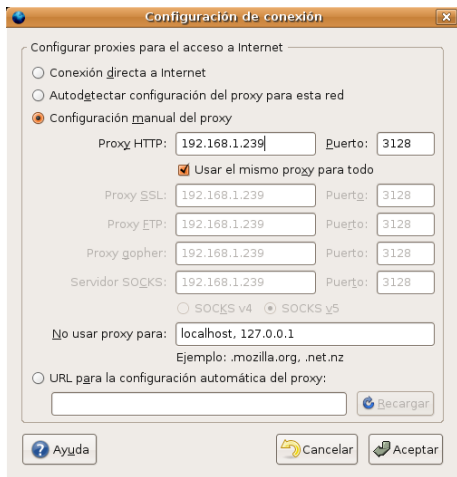 Configuración de conexión
Configurar proxies para el acceso a Internet
Conexión directa a Internet
Autodetectar configuración del proxy para esta red
Configuración manual del proxy
Proxy HTTP: 192.168.1.239 Puerto: 3128
Usar el mismo proxy para todo
Proxy SSL: 192.168.1.239 Puerto: 3128
Proxy FTP: 192.168.1.239 Puerto: 3128
Proxy gopher: 192.168.1.239 Puerto: 3128
Servidor SOCKS: 192.168.1.239 Puerto: 3128
SOCKS v4 SOCKS v5
No usar proxy para: localhost, 127.0.0.1
Ejemplo: .mozilla.org, .net.nz
URL para la configuración automática del proxy:
Recargar
Ayuda Cancelar Aceptar